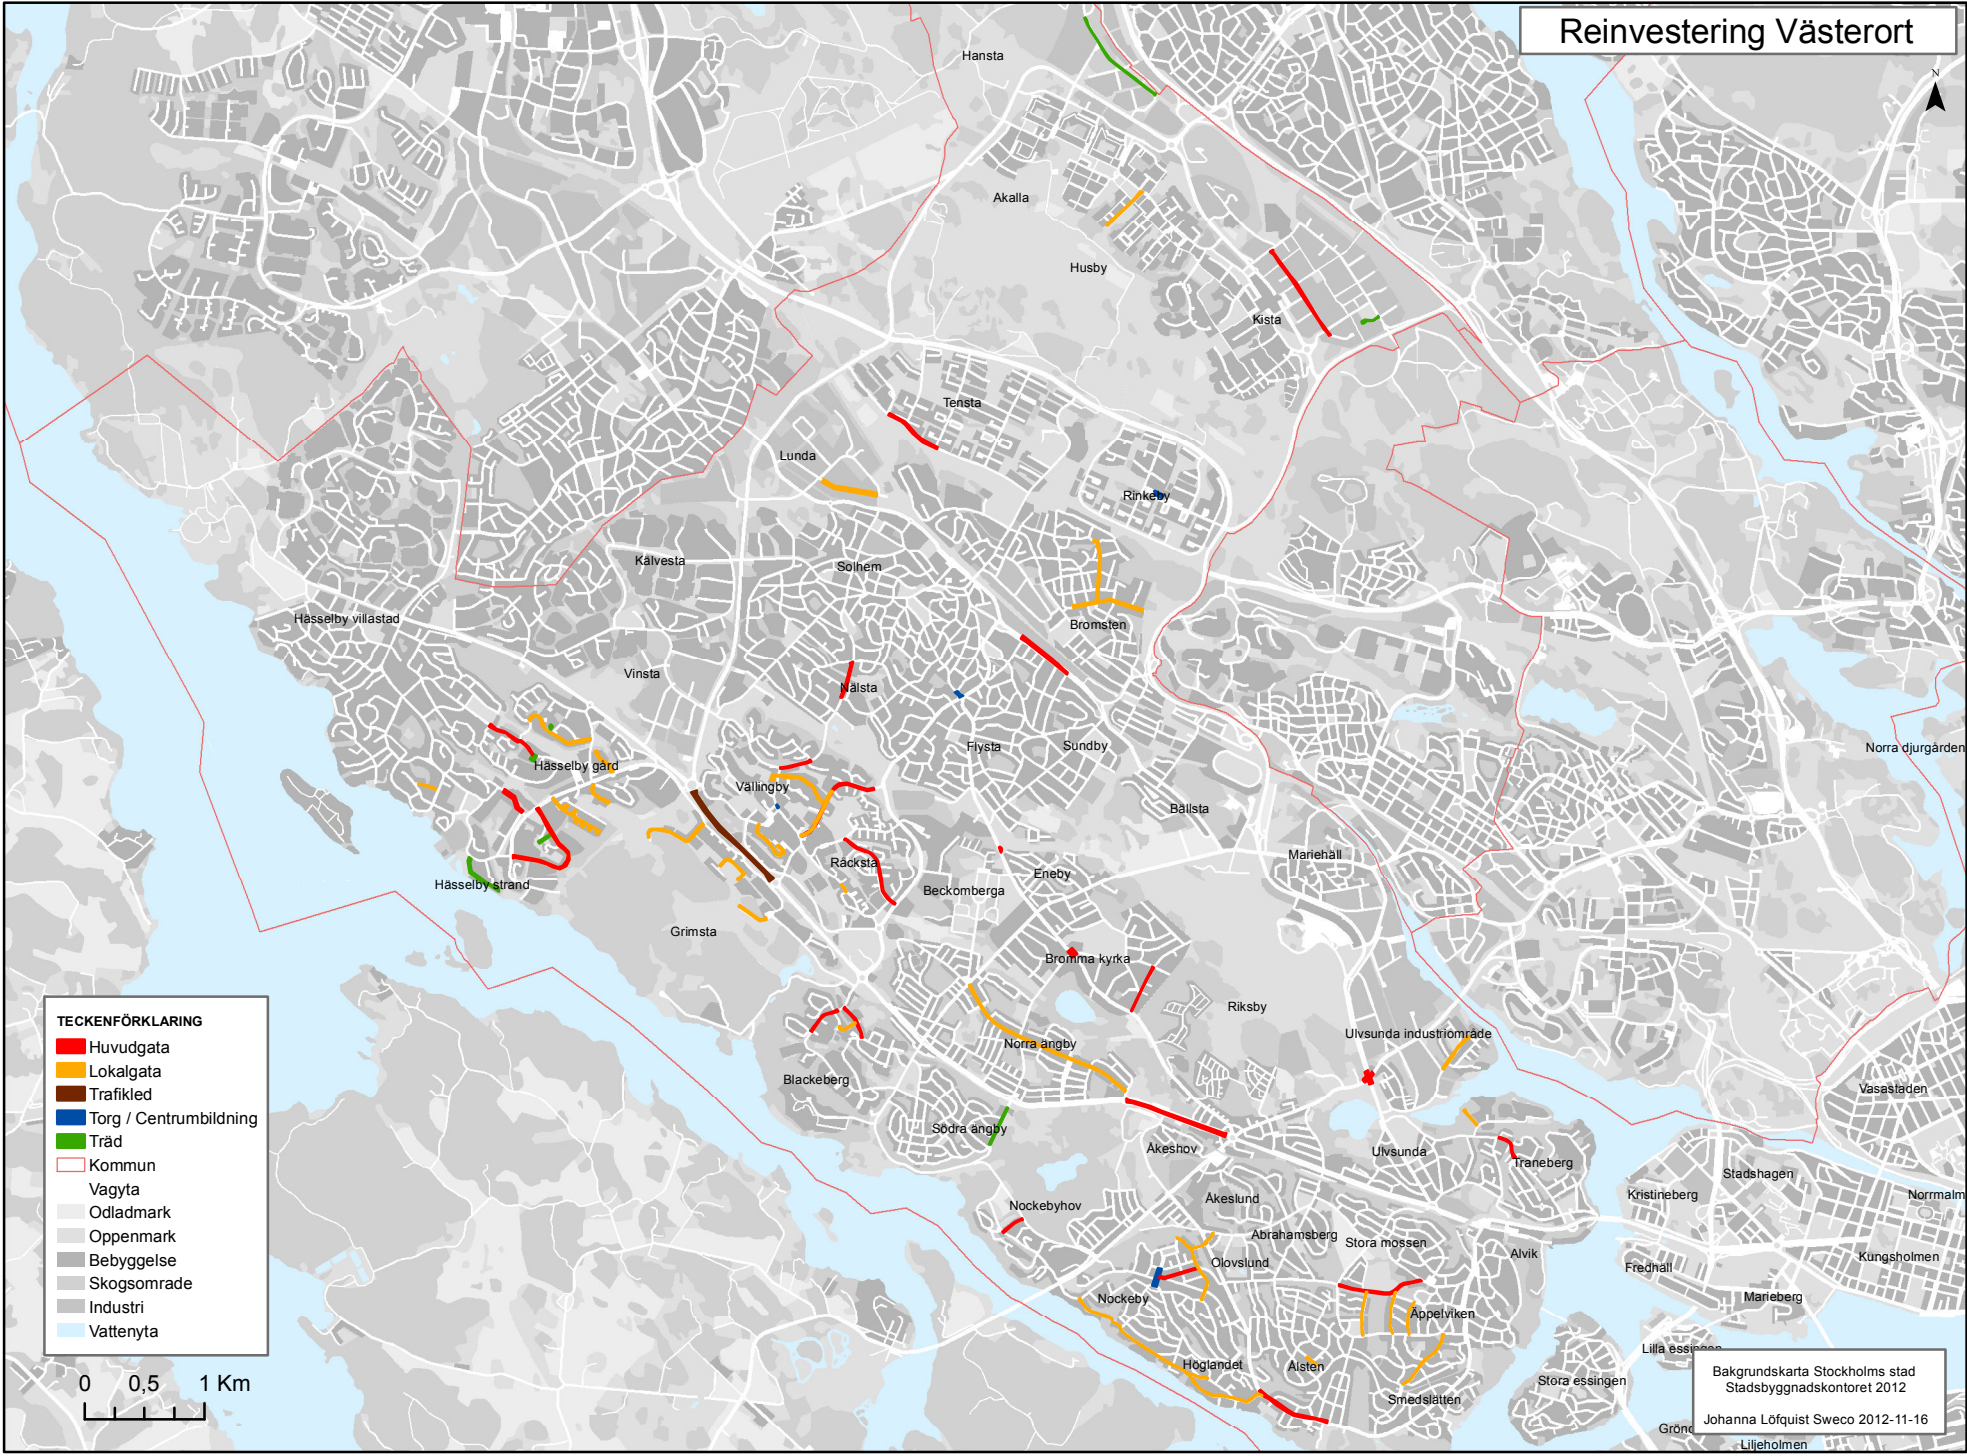 Reinvestering Västerort
N
Hansta
Akalla
Husby
Kista
Tensta
Lunda
Rinkeby
Kälvesta
Solhem
Hässelby villastad
Bromsten
Vinsta
Nälsta
Flysta
Sundby
Norra djurgården
Hässelby gård
Vällingby
Bällsta
Mariehäll
Råcksta
Eneby
Hässelby strand
Beckomberga
Grimsta
Bromma kyrka
Riksby
Ulvsunda industriområde
Norra ängby
Blackeberg
Vasastaden
Södra ängby
Åkeshov
Ulvsunda
Traneberg
Stadshagen
Kristineberg
Norrmalm
Åkeslund
Nockebyhov
Abrahamsberg
Stora mossen
Alvik
Olovslund
Fredhäll
Kungsholmen
Nockeby
Marieberg
Äppelviken
Lilla essingen
Höglandet
Ålsten
Stora essingen
Smedslätten
Grönd
Liljeholmen
TECKENFÖRKLARING
Huvudgata
Lokalgata
Trafikled
Torg / Centrumbildning
Träd
Kommun
Vagyta
Odladmark
Oppenmark
Bebyggelse
Skogsomrade
Industri
Vattenyta
0 0,5 1 Km
Bakgrundskarta Stockholms stad
Stadsbyggnadskontoret 2012
Johanna Löfquist Sweco 2012-11-16